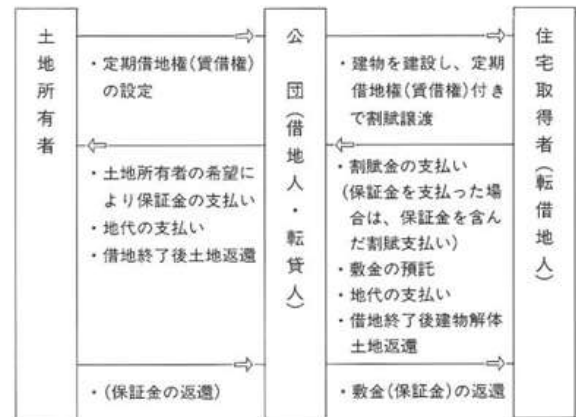 土地所有者
・定期借地権(賃借権)
の設定
・土地所有者の希望に
より保証金の支払い
・地代の支払い
・借地終了後土地返還
・(保証金の返還)
公団(借地人・転貸人)
・建物を建設し、定期
借地権(賃借権)付き
で割賦譲渡
・割賦金の支払い
(保証金を支払った場
合は、保証金を含ん
だ割賦支払い)
・敷金の預託
・地代の支払い
・借地終了後建物解体
土地返還
・敷金(保証金)の返還
住宅取得者(転借地人)